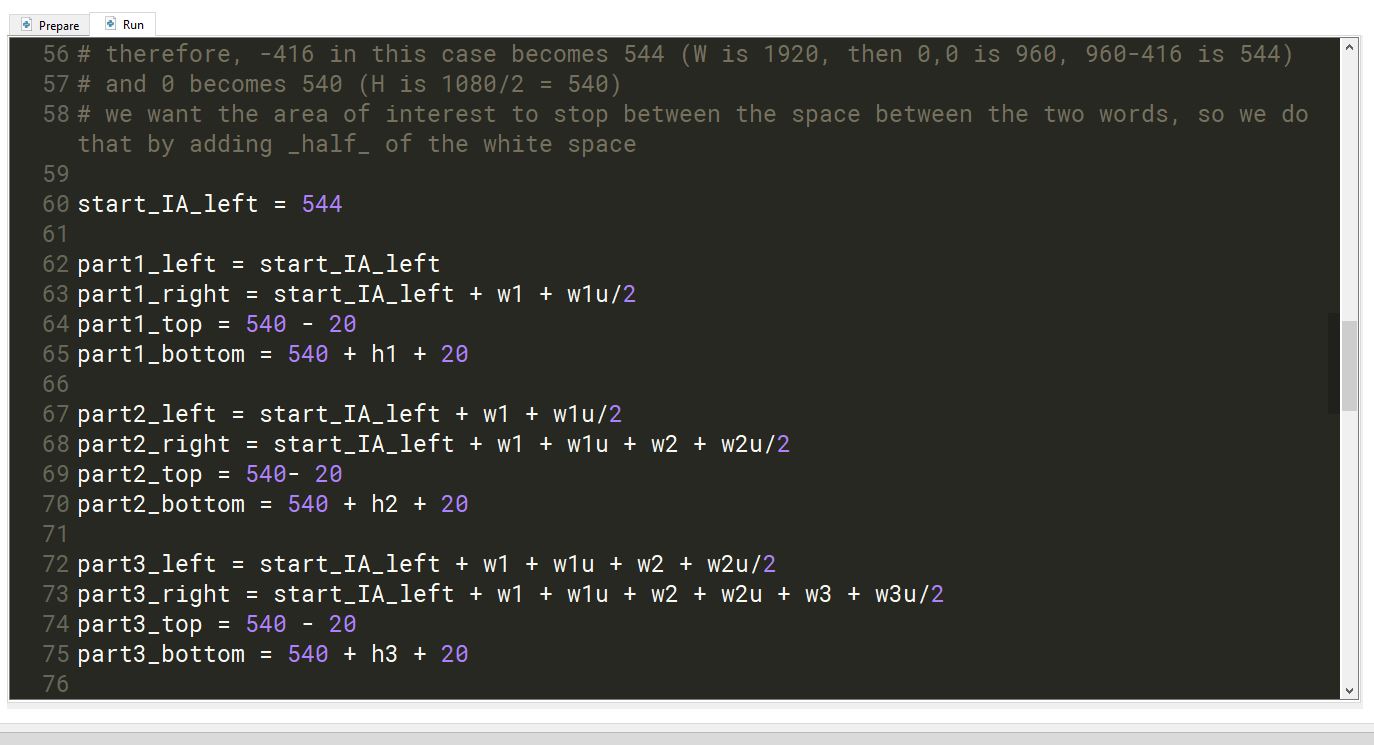 Prepare Run
56 # therefore, -416 in this case becomes 544 (W is 1920, then 0,0 is 960, 960-416 is 544)
57 # and 0 becomes 540 (H is 1080/2 = 540)
58 # we want the area of interest to stop between the space between the two words, so we do
that by adding _half_ of the white space
59
60 start_IA_left = 544
61
62 part1_left = start_IA_left
63 part1_right = start_IA_left + w1 + w1u/2
64 part1_top = 540 - 20
65 part1_bottom = 540 + h1 + 20
66
67 part2_left = start_IA_left + w1 + w1u/2
68 part2_right = start_IA_left + w1 + w1u + w2 + w2u/2
69 part2_top = 540- 20
70 part2_bottom = 540 + h2 + 20
71
72 part3_left = start_IA_left + w1 + w1u + w2 + w2u/2
73 part3_right = start_IA_left + w1 + w1u + w2 + w2u + w3 + w3u/2
74 part3_top = 540 - 20
75 part3_bottom = 540 + h3 + 20
76